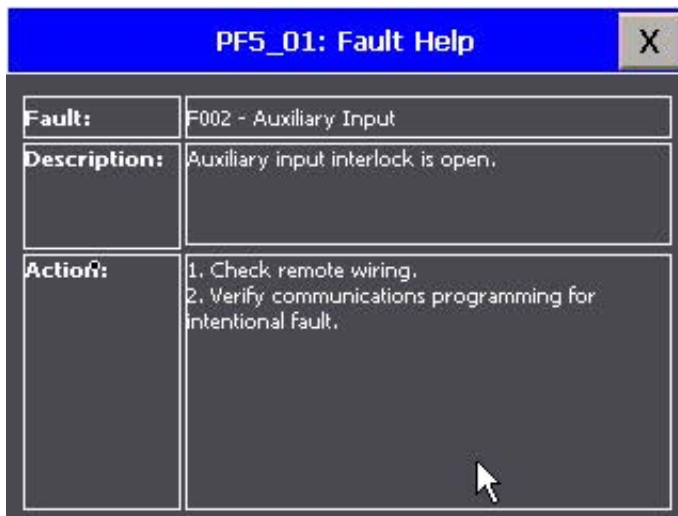 PF5_01: Fault Help
X
Fault:
F002 - Auxiliary Input
Description:
Auxiliary input interlock is open.
Action:
1. Check remote wiring.
2. Verify communications programming for
intentional fault.